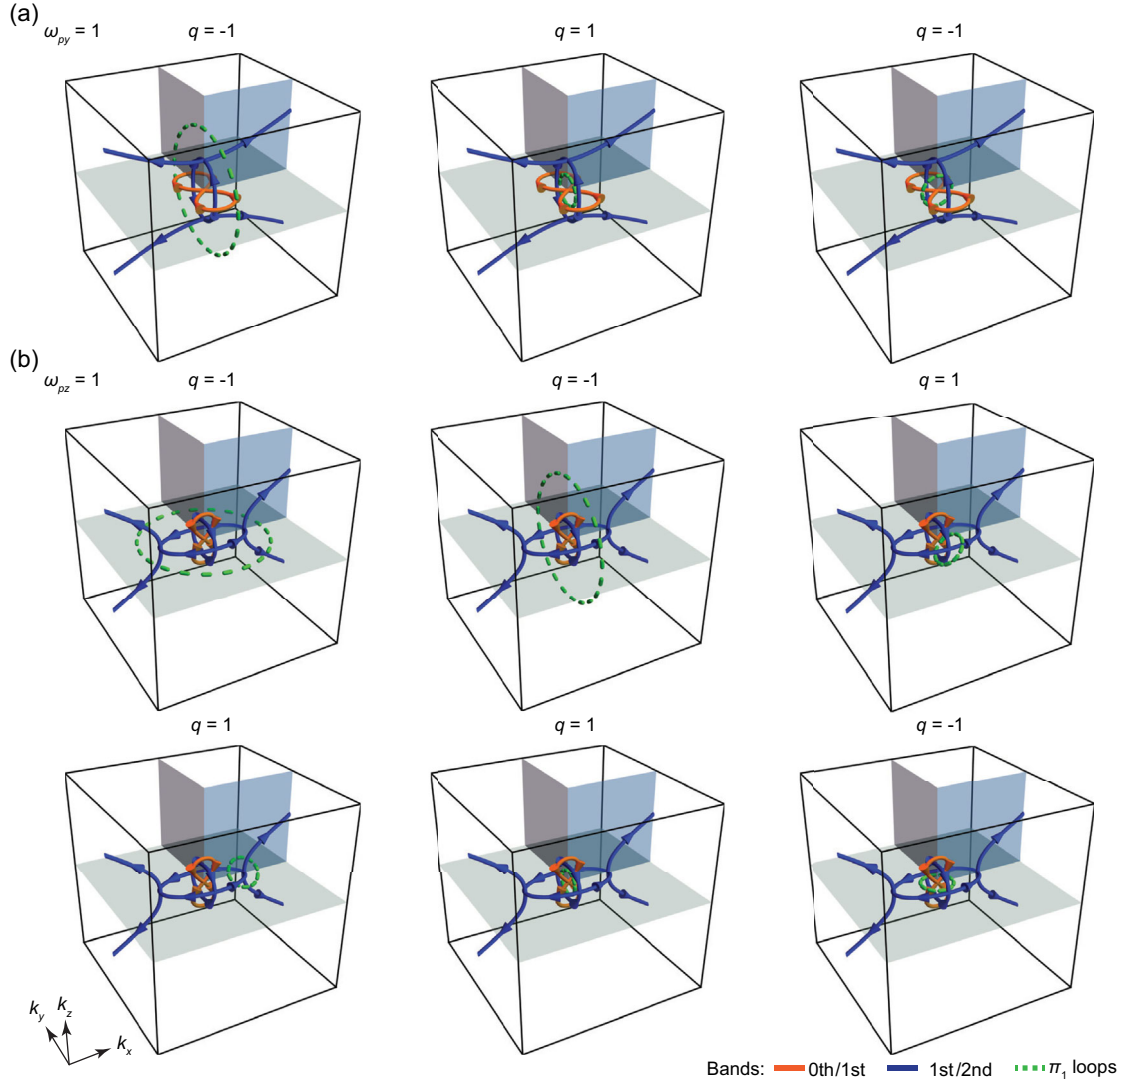 (a)
ω_py = 1 q = -1 q = 1 q = -1
(b)
ω_pz = 1 q = -1 q = -1 q = 1
q = 1 q = 1 q = -1
k_y k_z k_x
Bands: 0th/1st 1st/2nd π₁ loops